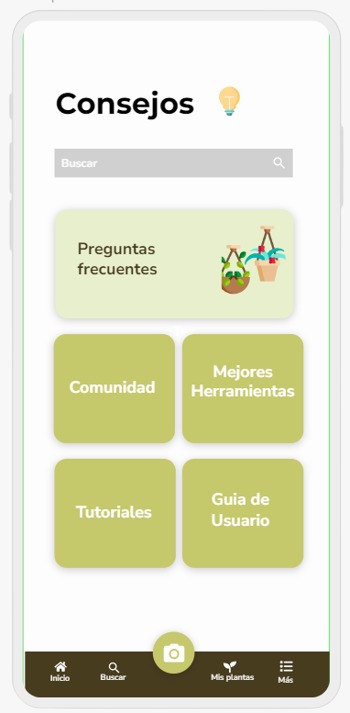 Consejos
Buscar
Preguntas
frecuentes
Comunidad
Mejores
Herramientas
Tutoriales
Guia de
Usuario
Inicio
Buscar
Mis plantas
Más